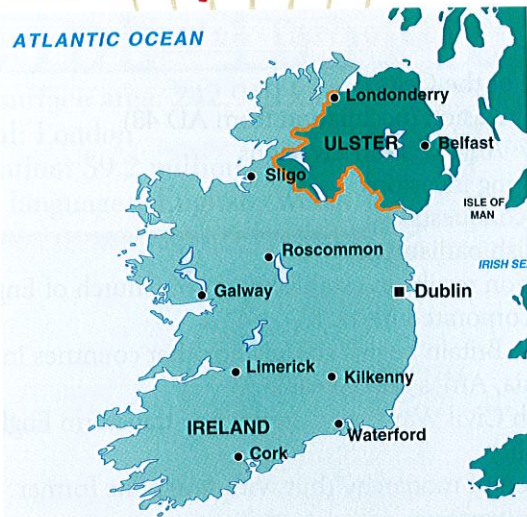 ATLANTIC OCEAN
Londonderry
ULSTER
Belfast
Sligo
ISLE OF
MAN
Roscommon
IRISH SE
Galway
Dublin
Limerick
Kilkenny
IRELAND
Waterford
Cork